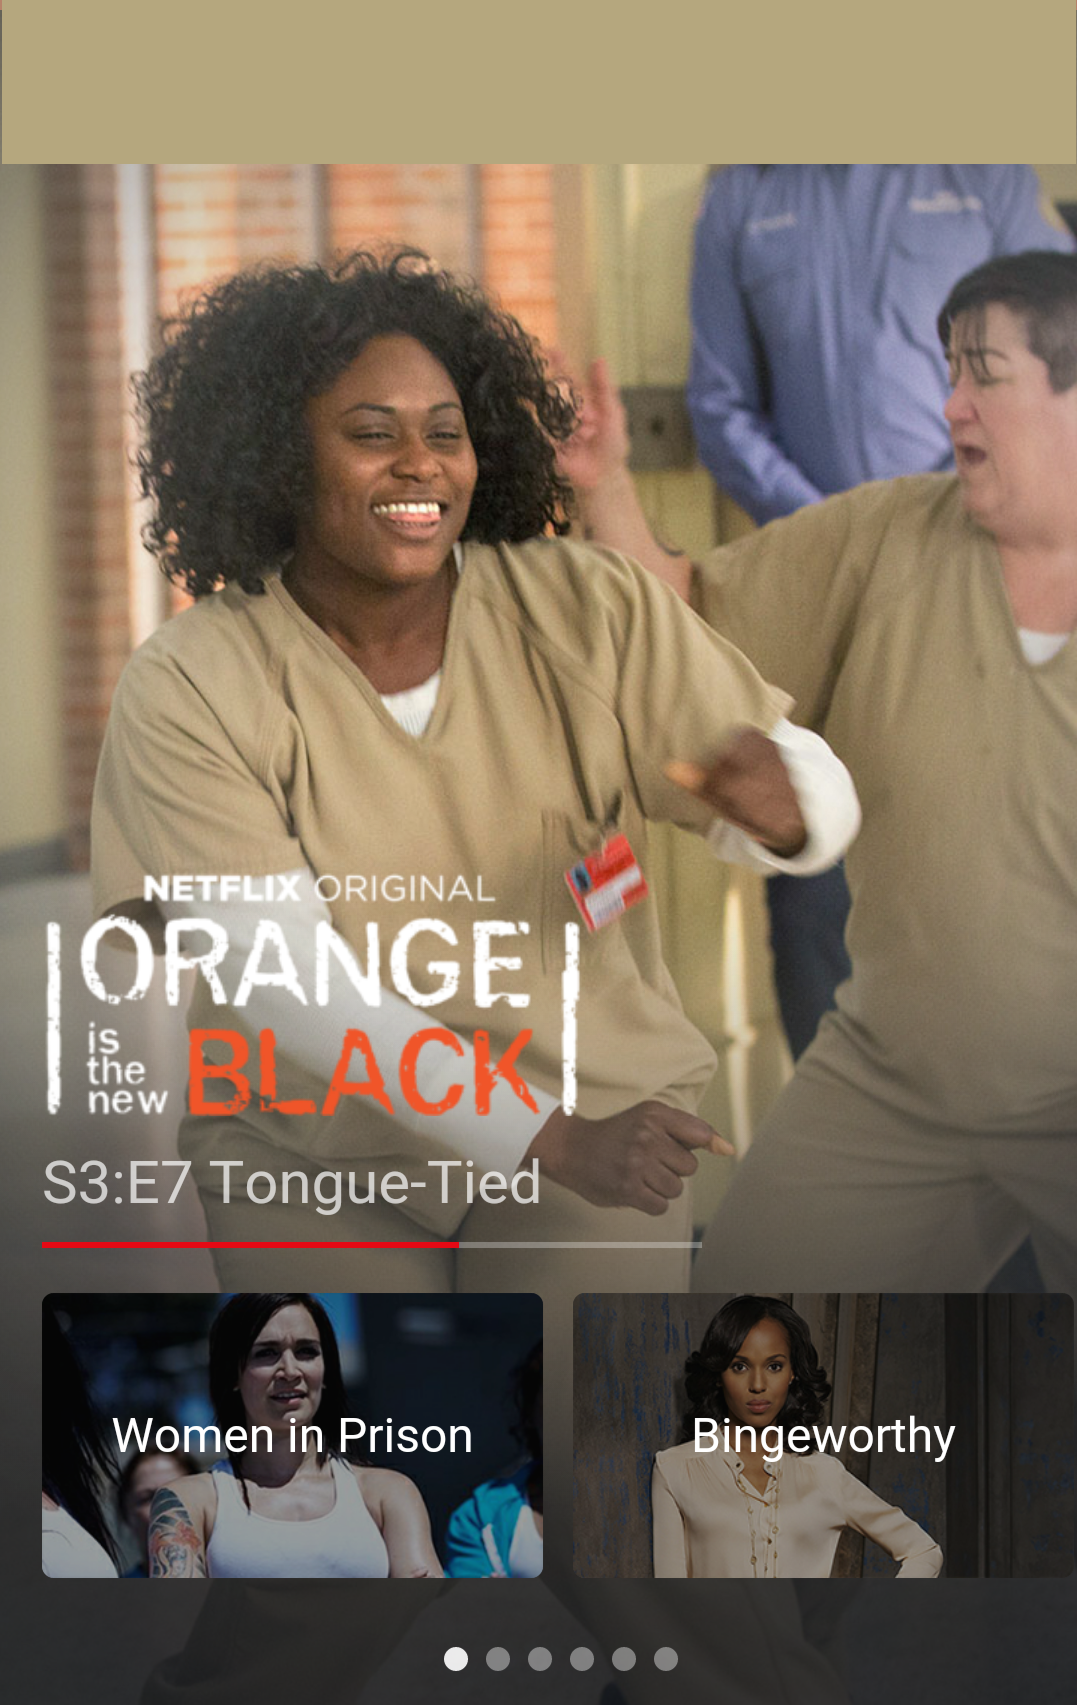 NETFLIX ORIGINAL
ORANGE
is
the
new BLACK
S3:E7 Tongue-Tied
Women in Prison
Bingeworthy